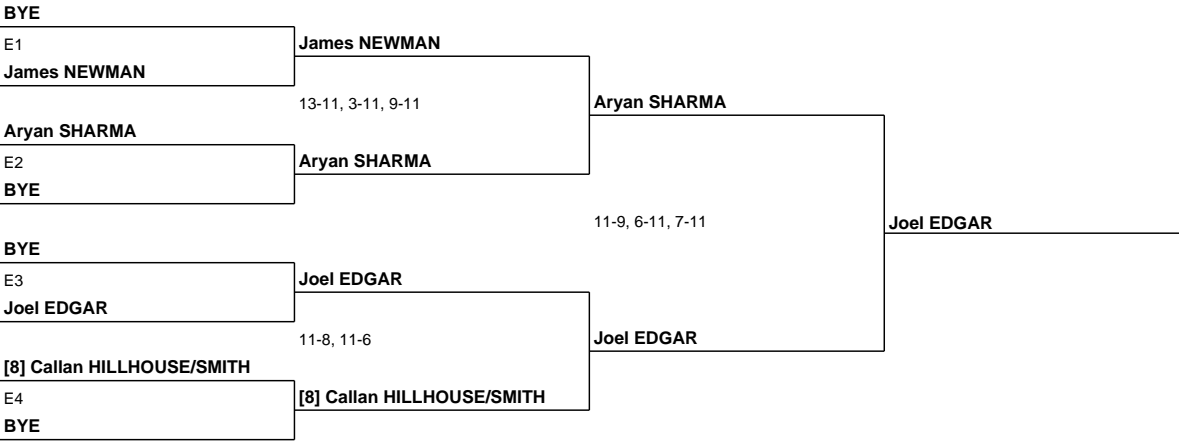 BYE
E1
James NEWMAN
James NEWMAN
13-11, 3-11, 9-11
Aryan SHARMA
Aryan SHARMA
E2
Aryan SHARMA
BYE
11-9, 6-11, 7-11
Joel EDGAR
BYE
E3
Joel EDGAR
Joel EDGAR
11-8, 11-6
Joel EDGAR
[8] Callan HILLHOUSE/SMITH
E4
[8] Callan HILLHOUSE/SMITH
BYE